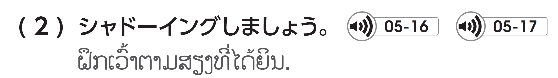 (2) シャドーイングしましょう。 05-16 05-17
ຝຶກເວົ້າຕາມສຽງທີ່ໄດ້ຍິນ.